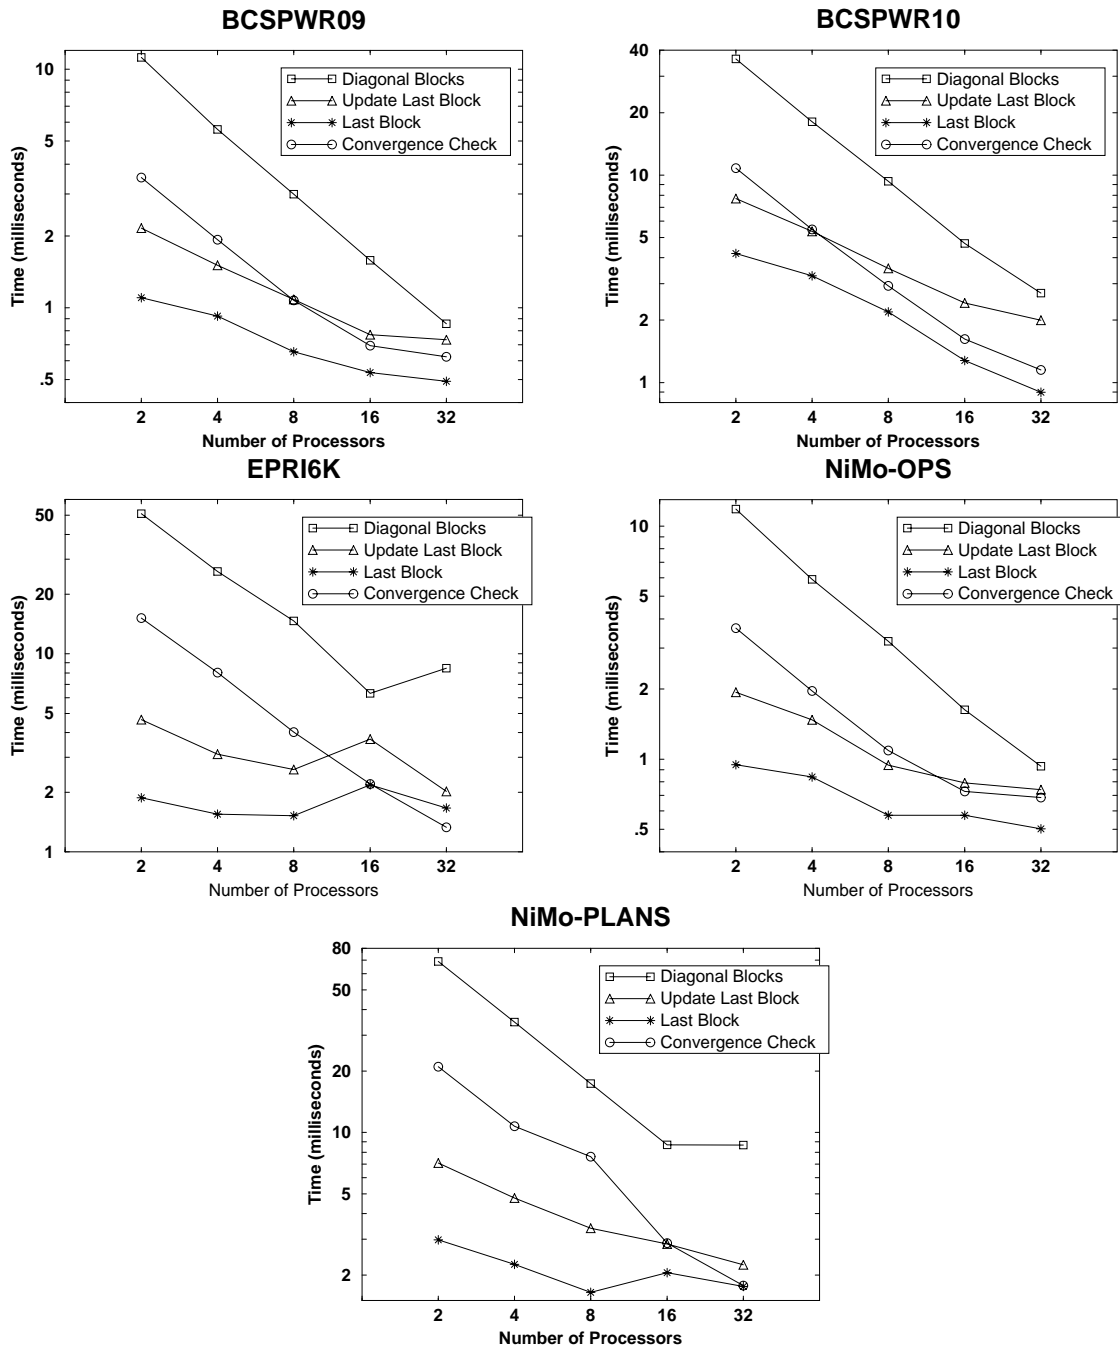 BCSPWR09
10
5
2
1
.5
Time (milliseconds)
Diagonal Blocks
Update Last Block
Last Block
Convergence Check
2 4 8 16 32
Number of Processors
BCSPWR10
40
20
10
5
2
1
Time (milliseconds)
Diagonal Blocks
Update Last Block
Last Block
Convergence Check
2 4 8 16 32
Number of Processors
EPRI6K
50
20
10
5
2
1
Time (milliseconds)
Diagonal Blocks
Update Last Block
Last Block
Convergence Check
2 4 8 16 32
Number of Processors
NiMo-OPS
10
5
2
1
.5
Time (milliseconds)
Diagonal Blocks
Update Last Block
Last Block
Convergence Check
2 4 8 16 32
Number of Processors
NiMo-PLANS
80
50
20
10
5
2
Time (milliseconds)
Diagonal Blocks
Update Last Block
Last Block
Convergence Check
2 4 8 16 32
Number of Processors